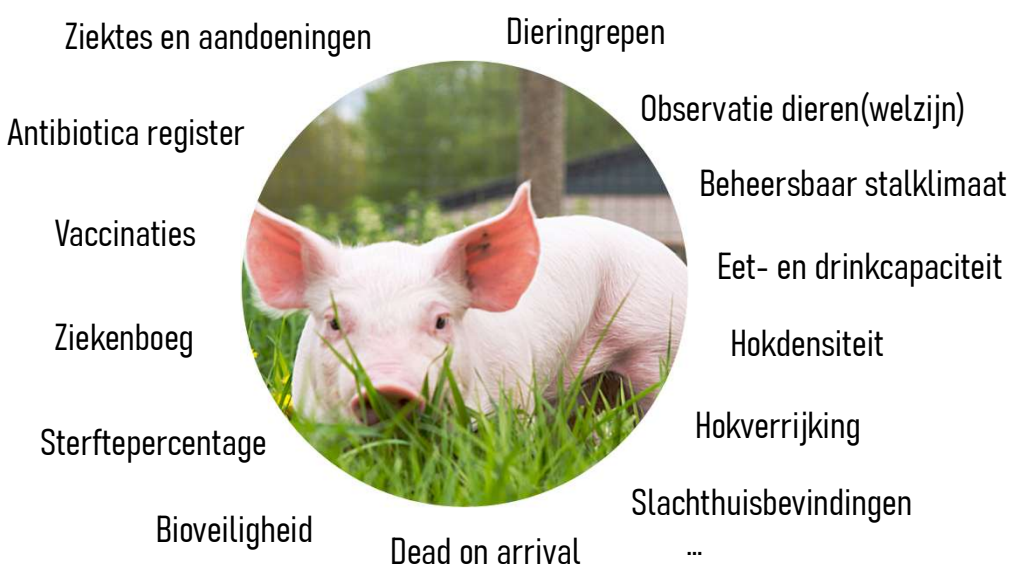 Ziektes en aandoeningen
Dieringrepen
Antibiotica register
Observatie dieren(welzijn)
Vaccinaties
Beheersbaar stalklimaat
Eet- en drinkcapaciteit
Ziekenboeg
Hokdensiteit
Sterftepercentage
Hokverrijking
Bioveiligheid
Slachthuisbevindingen
Dead on arrival
...